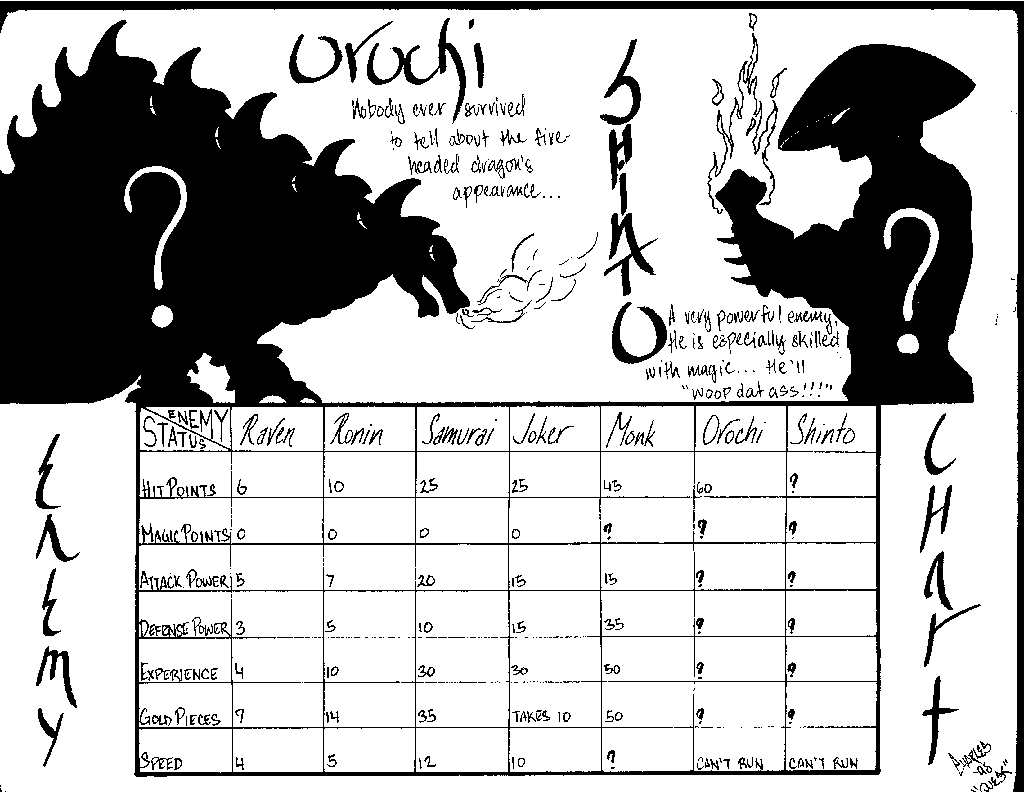 Orochi
Nobody ever survived
to tell about the five-
headed dragon's
appearance...
?
SHINTO
A very powerful enemy.
He is especially skilled
with magic... He'll
"woop dat ass!!!"
?
ENEMY
CHART
ENEMY STATUS Raven Ronin Samurai Joker Monk Orochi Shinto
HIT POINTS 6 10 25 25 45 60 ?
MAGIC POINTS 0 0 0 0 ? ? ?
ATTACK POWER 5 7 20 15 15 ? ?
DEFENSE POWER 3 5 10 15 35 ? ?
EXPERIENCE 4 10 30 30 50 ? ?
GOLD PIECES 7 14 35 TAKES 10 50 ? ?
SPEED 4 5 12 10 ? CAN'T RUN CAN'T RUN